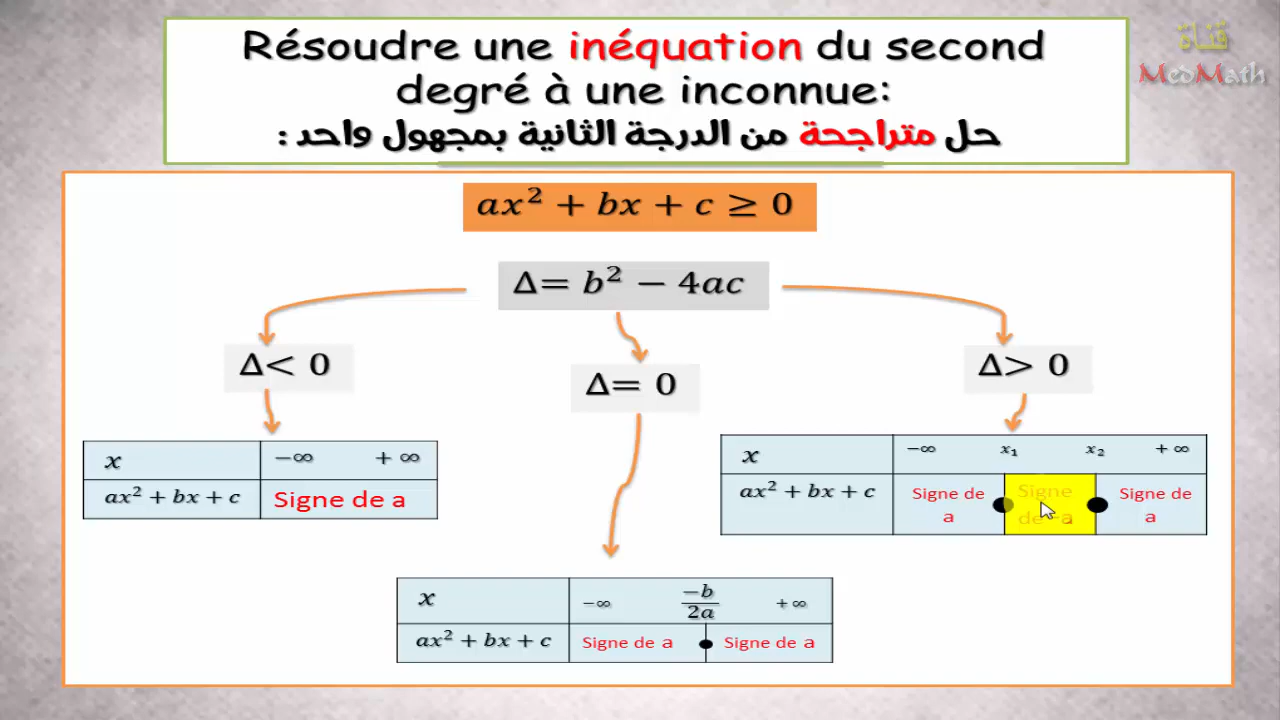 Résoudre une inéquation du second
degré à une inconnue:
حل متراجحة من الدرجة الثانية بمجهول واحد :
قناة
MedMath
ax² + bx + c ≥ 0
Δ= b² − 4ac
Δ< 0
Δ= 0
Δ> 0
x −∞ +∞
ax² + bx + c Signe de a
x −∞ x₁ x₂ +∞
ax² + bx + c Signe de a Signe de -a Signe de a
x −∞ −b/2a +∞
ax² + bx + c Signe de a Signe de a